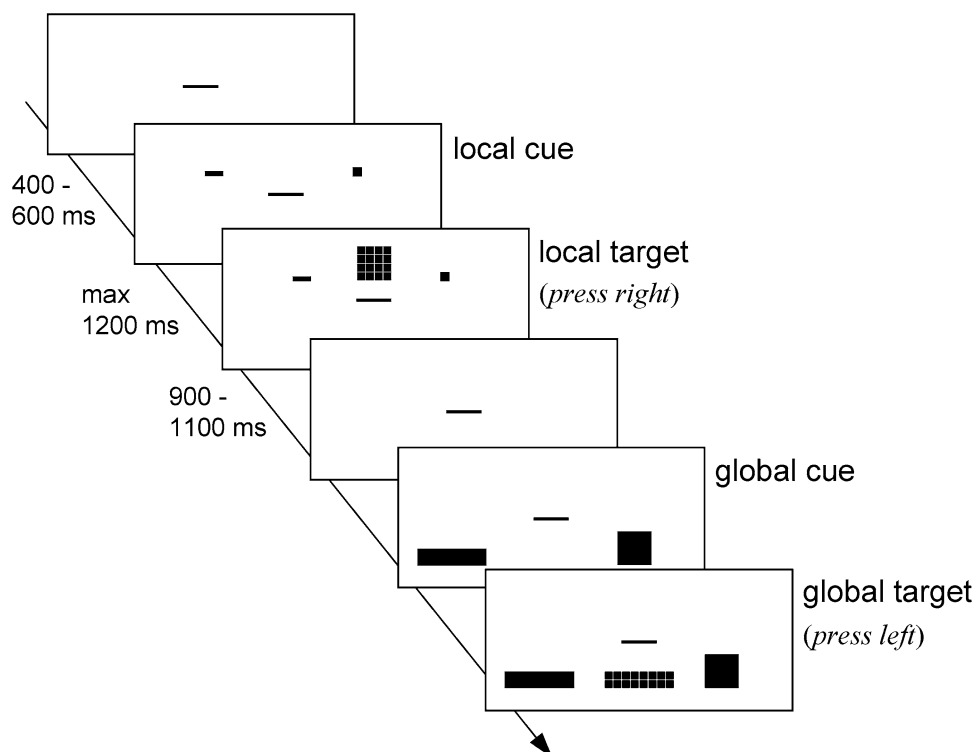 local cue
400 -
600 ms
local target
(press right)
max
1200 ms
900 -
1100 ms
global cue
global target
(press left)